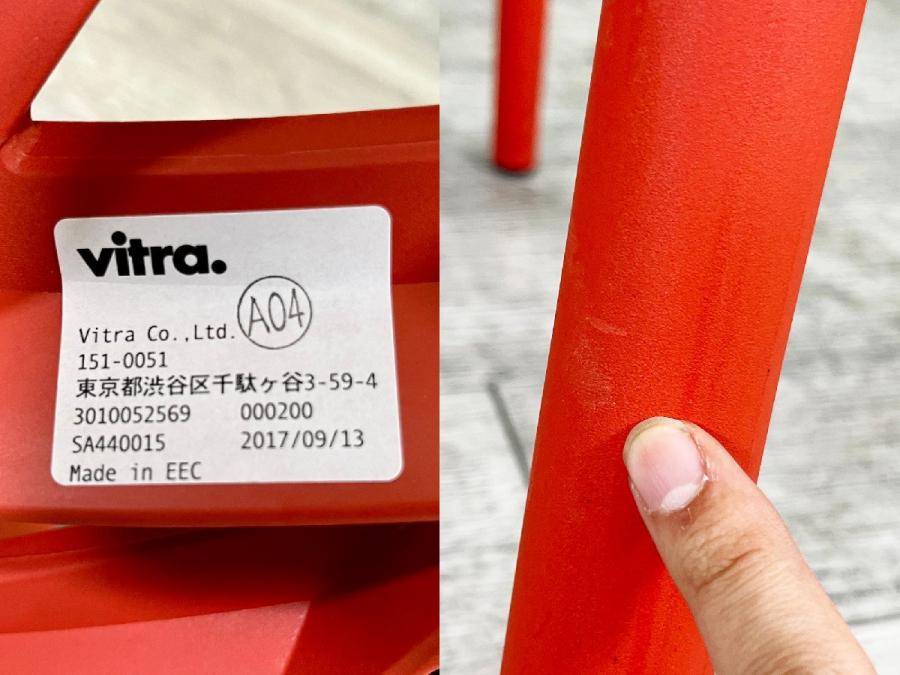 vitra.
A04
Vitra Co.,Ltd.
151-0051
東京都渋谷区千駄ヶ谷3-59-4
3010052569 000200
SA440015 2017/09/13
Made in EEC